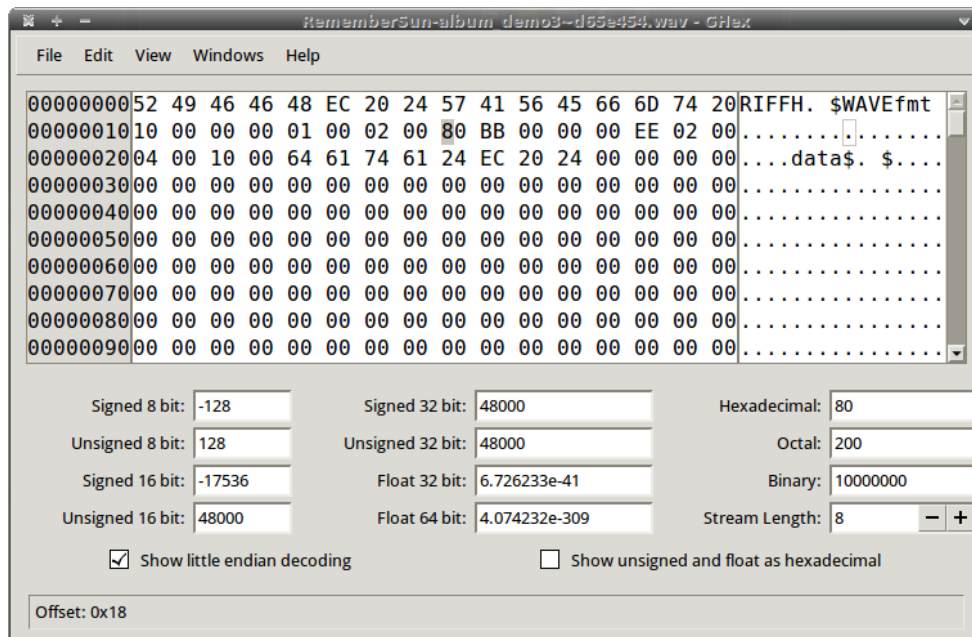 RememberSun-album_demo3~d65e454.wav - GHex
File Edit View Windows Help
00000000 52 49 46 46 48 EC 20 24 57 41 56 45 66 6D 74 20 RIFFH. $WAVEfmt
00000010 10 00 00 00 01 00 02 00 80 BB 00 00 00 EE 02 00 ................
00000020 04 00 10 00 64 61 74 61 24 EC 20 24 00 00 00 00 ....data$. $....
00000030 00 00 00 00 00 00 00 00 00 00 00 00 00 00 00 00 ................
00000040 00 00 00 00 00 00 00 00 00 00 00 00 00 00 00 00 ................
00000050 00 00 00 00 00 00 00 00 00 00 00 00 00 00 00 00 ................
00000060 00 00 00 00 00 00 00 00 00 00 00 00 00 00 00 00 ................
00000070 00 00 00 00 00 00 00 00 00 00 00 00 00 00 00 00 ................
00000080 00 00 00 00 00 00 00 00 00 00 00 00 00 00 00 00 ................
00000090 00 00 00 00 00 00 00 00 00 00 00 00 00 00 00 00 ................
Signed 8 bit: -128 Signed 32 bit: 48000 Hexadecimal: 80
Unsigned 8 bit: 128 Unsigned 32 bit: 48000 Octal: 200
Signed 16 bit: -17536 Float 32 bit: 6.726233e-41 Binary: 10000000
Unsigned 16 bit: 48000 Float 64 bit: 4.074232e-309 Stream Length: 8 − +
Show little endian decoding Show unsigned and float as hexadecimal
Offset: 0x18